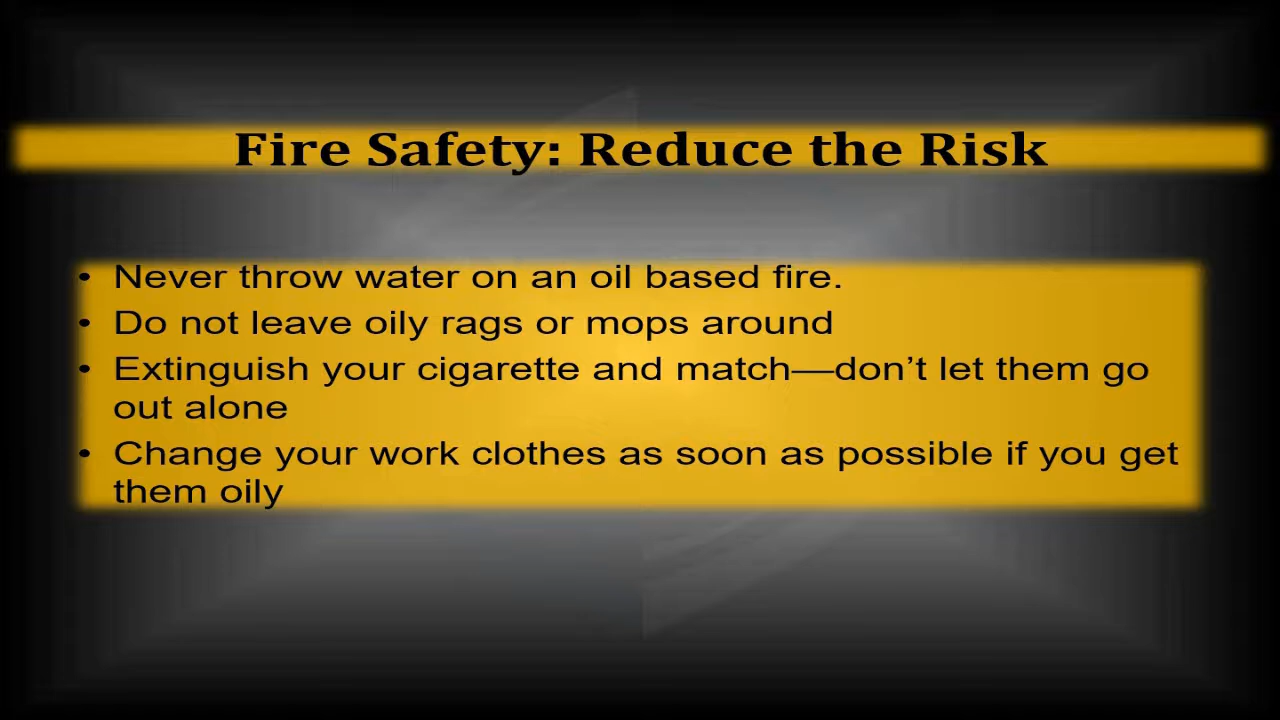 Fire Safety: Reduce the Risk
• Never throw water on an oil based fire.
• Do not leave oily rags or mops around
• Extinguish your cigarette and match—don’t let them go
out alone
• Change your work clothes as soon as possible if you get
them oily